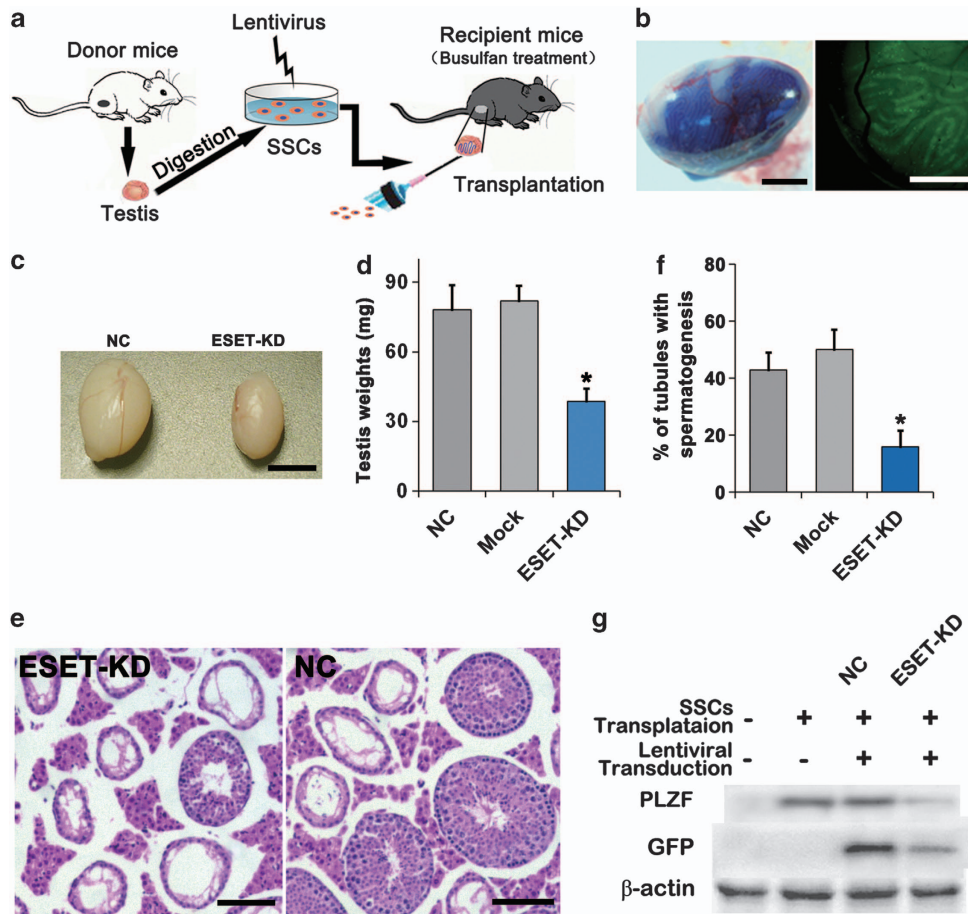 a
Donor mice
Lentivirus
Recipient mice
(Busulfan treatment)
Digestion
SSCs
Testis
Transplantation
b
c
NC
ESET-KD
d
Testis weights (mg)
90
60
30
0
NC
Mock
ESET-KD
*
f
% of tubules with
spermatogenesis
80
60
40
20
0
NC
Mock
ESET-KD
*
e
ESET-KD
NC
g
NC
ESET-KD
SSCs
Transplataion
- + + +
Lentiviral
Transduction
- - + +
PLZF
GFP
β-actin